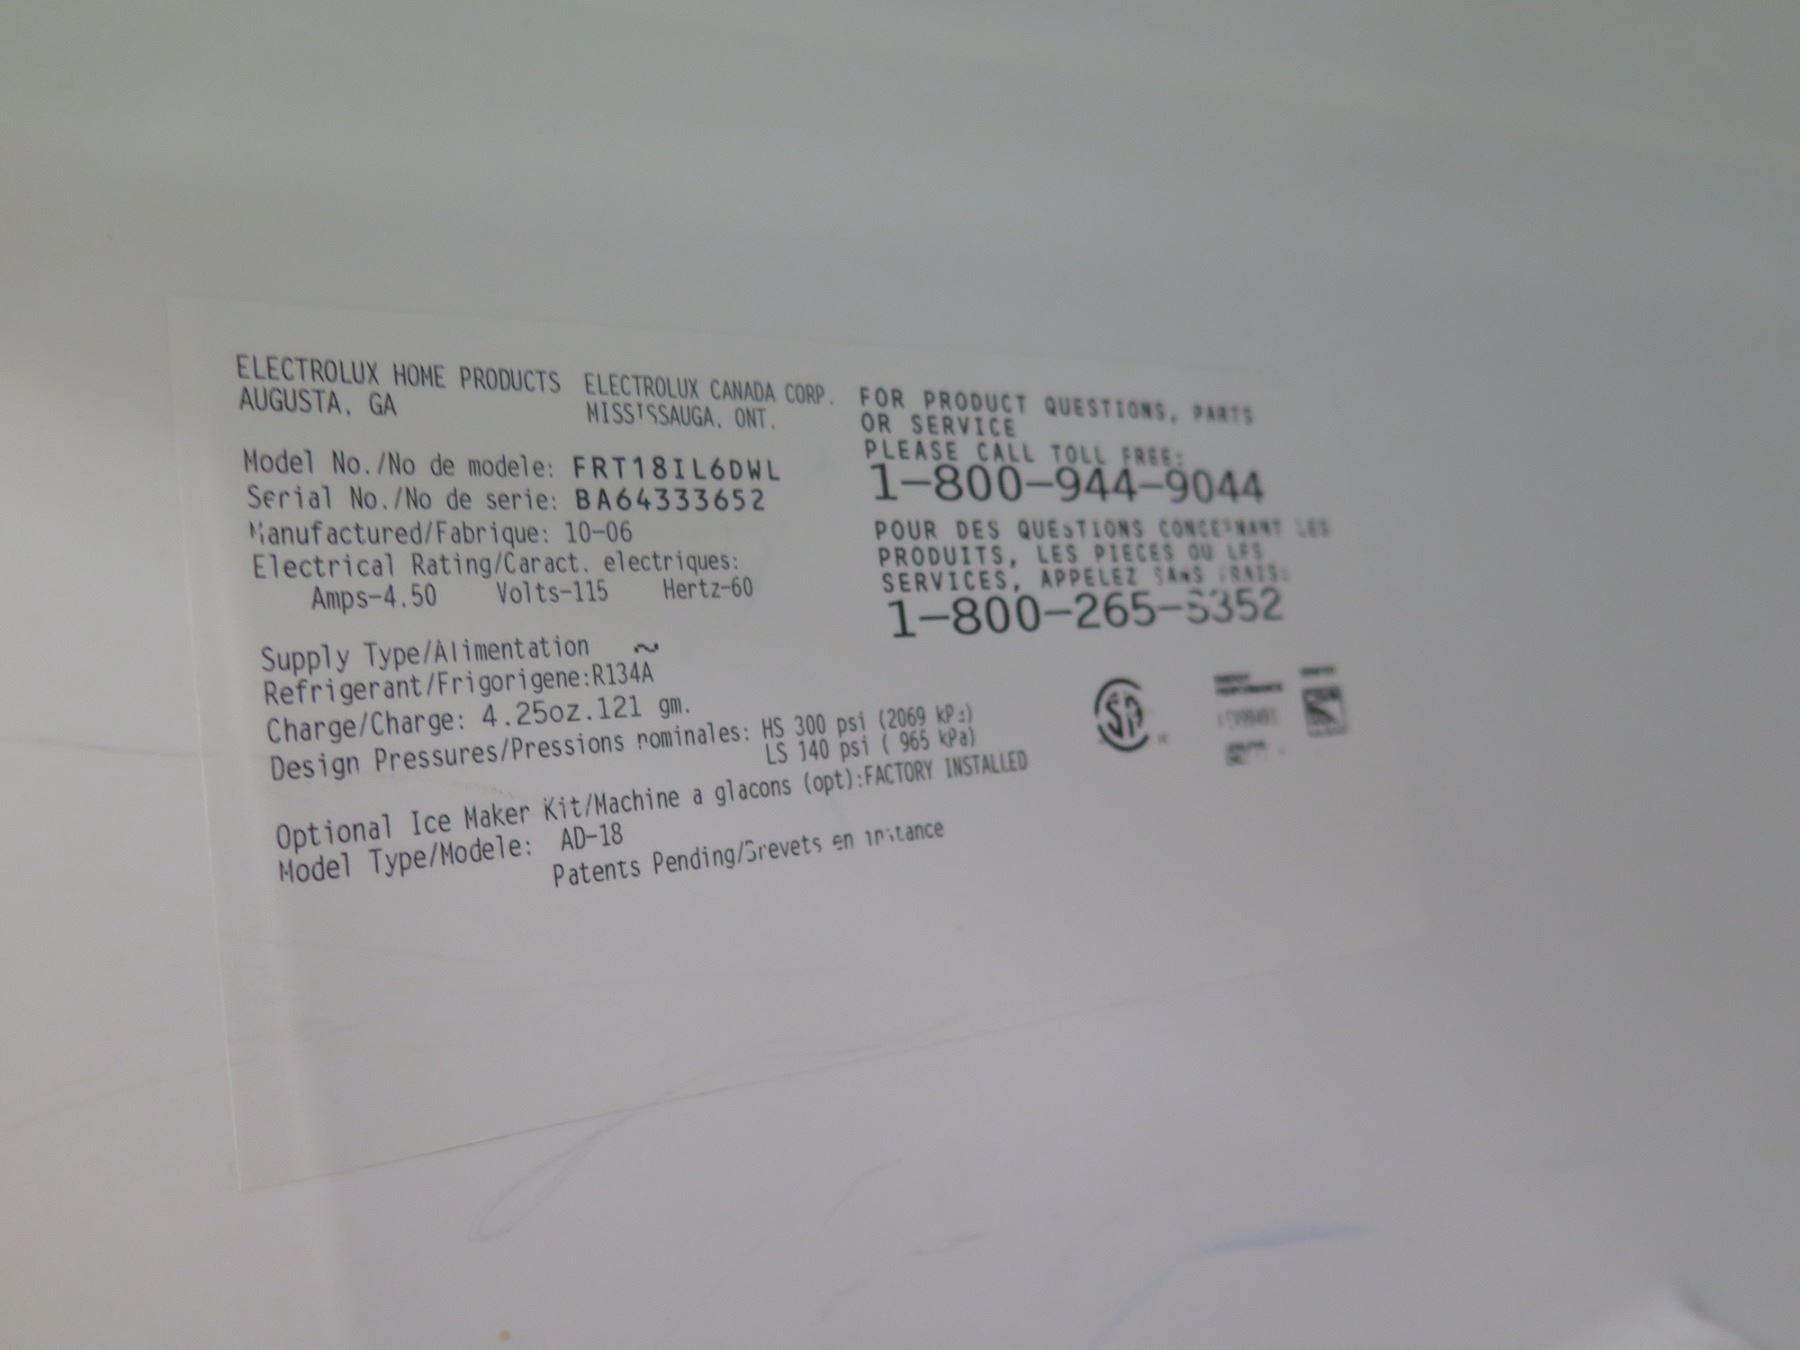 ELECTROLUX HOME PRODUCTS
AUGUSTA, GA
ELECTROLUX CANADA CORP.
MISSISSAUGA, ONT.
Model No./No de modele: FRT18IL6DWL
Serial No./No de serie: BA64333652
Manufactured/Fabrique: 10-06
Electrical Rating/Caract. electriques:
Amps-4.50 Volts-115 Hertz-60
Supply Type/Alimentation ~
Refrigerant/Frigorigene:R134A
Charge/Charge: 4.25oz.121 gm.
Design Pressures/Pressions nominales: HS 300 psi (2069 kPa)
LS 140 psi ( 965 kPa)
Optional Ice Maker Kit/Machine a glacons (opt):FACTORY INSTALLED
Model Type/Modele: AD-18
Patents Pending/Brevets en instance
FOR PRODUCT QUESTIONS, PARTS
OR SERVICE
PLEASE CALL TOLL FREE:
1-800-944-9044
POUR DES QUESTIONS CONCERNANT LES
PRODUITS, LES PIECES OU LES
SERVICES, APPELEZ SANS FRAIS:
1-800-265-8352